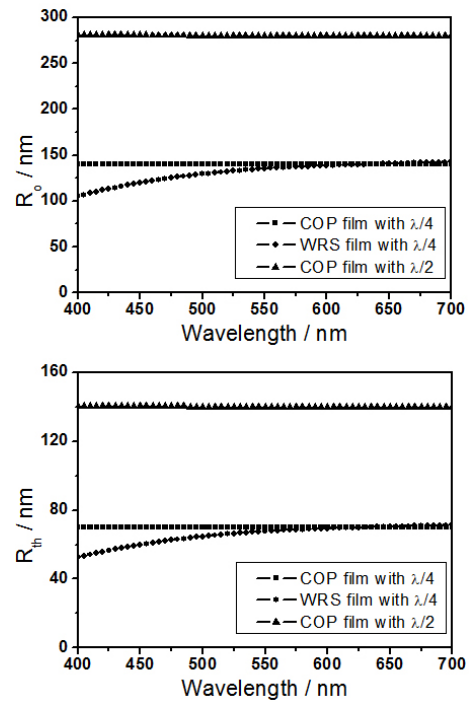 300
250
200
150
100
50
0
R₀ / nm
400 450 500 550 600 650 700
Wavelength / nm
COP film with λ/4
WRS film with λ/4
COP film with λ/2
160
120
80
40
0
Rth / nm
400 450 500 550 600 650 700
Wavelength / nm
COP film with λ/4
WRS film with λ/4
COP film with λ/2